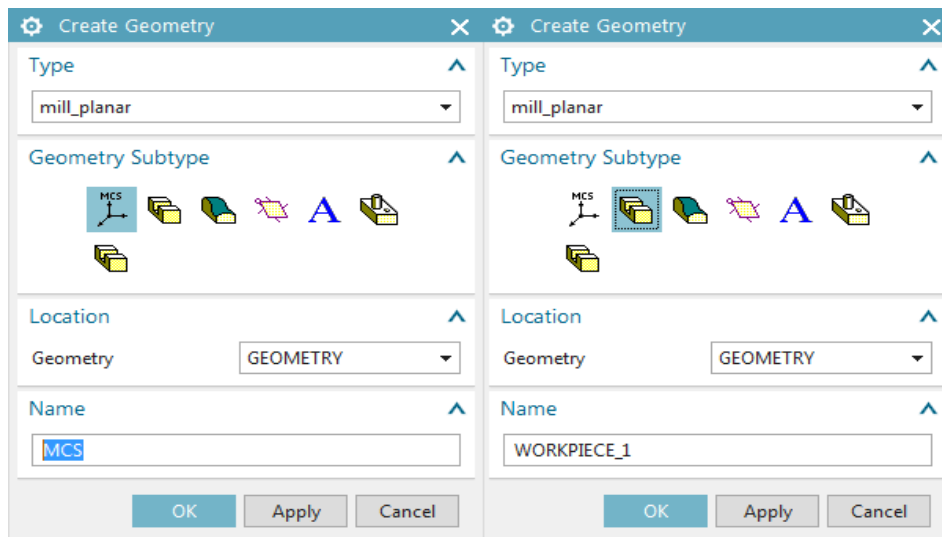 Create Geometry
Type
mill_planar
Geometry Subtype
MCS
A
Location
Geometry GEOMETRY
Name
MCS
OK Apply Cancel
Create Geometry
Type
mill_planar
Geometry Subtype
MCS
A
Location
Geometry GEOMETRY
Name
WORKPIECE_1
OK Apply Cancel